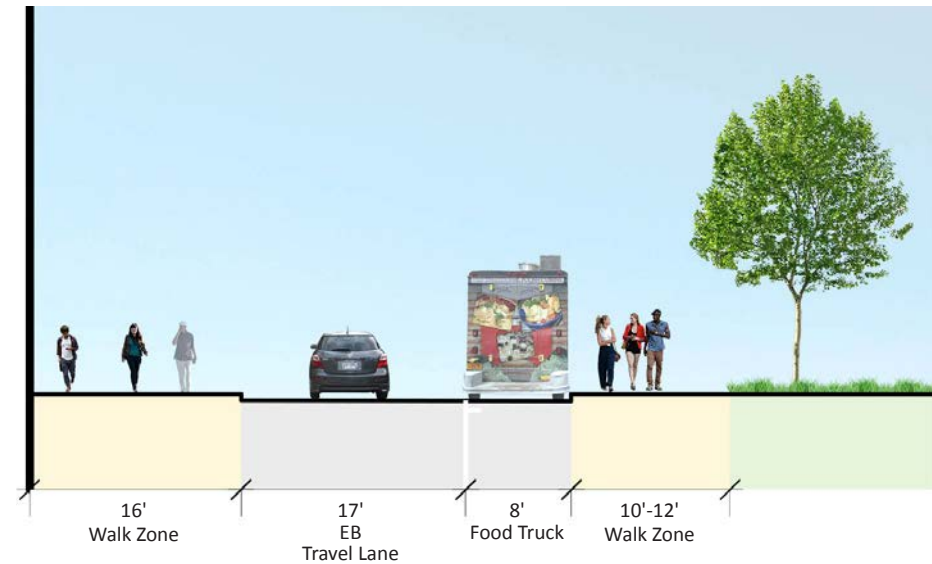 16'
Walk Zone
17'
EB
Travel Lane
8'
Food Truck
10'-12'
Walk Zone